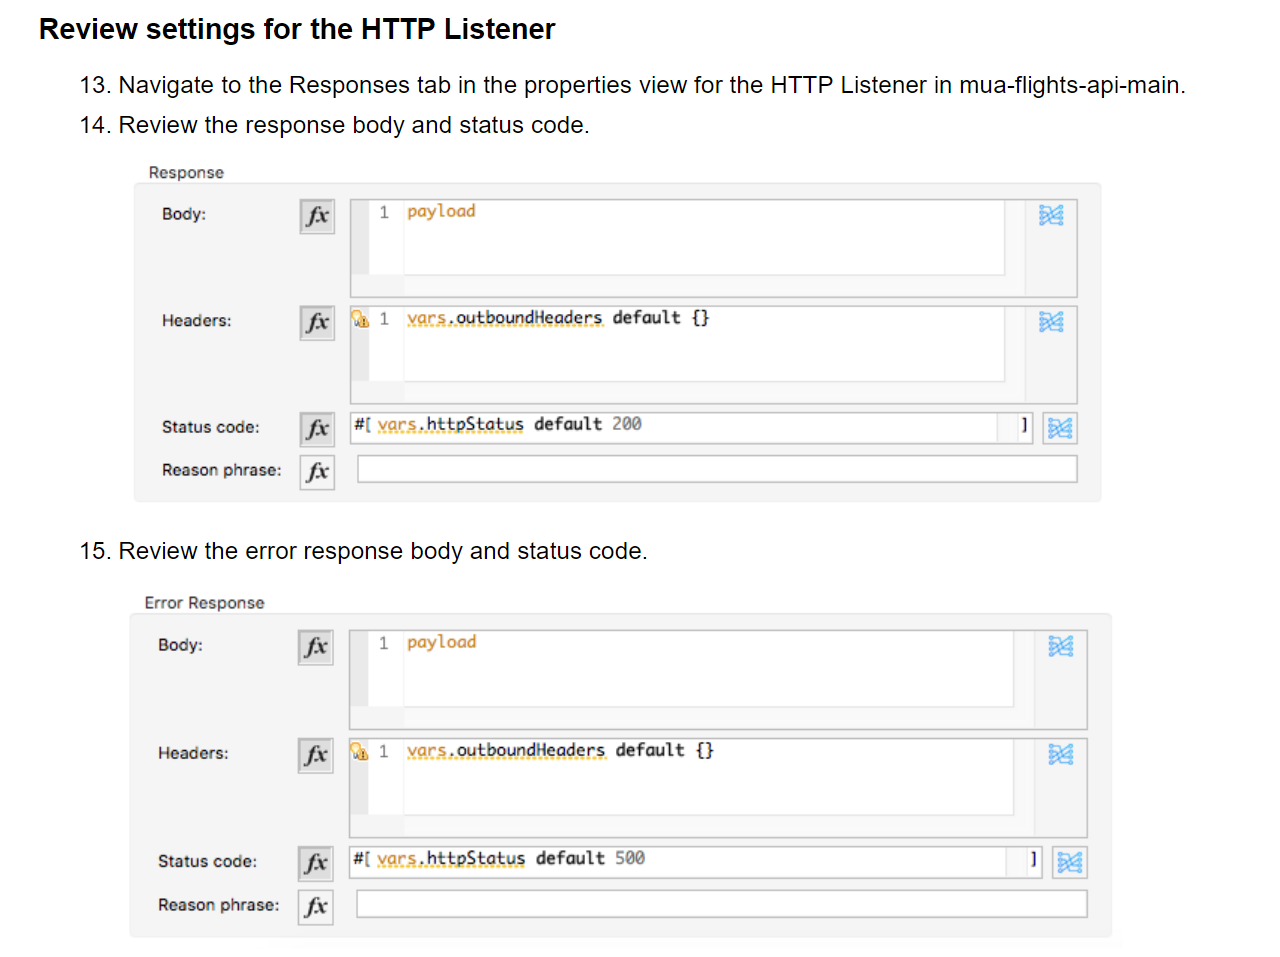 Review settings for the HTTP Listener
13. Navigate to the Responses tab in the properties view for the HTTP Listener in mua-flights-api-main.
14. Review the response body and status code.
Response
Body: fx 1 payload
Headers: fx 1 vars.outboundHeaders default {}
Status code: fx #[ vars.httpStatus default 200 ]
Reason phrase: fx
15. Review the error response body and status code.
Error Response
Body: fx 1 payload
Headers: fx 1 vars.outboundHeaders default {}
Status code: fx #[ vars.httpStatus default 500 ]
Reason phrase: fx